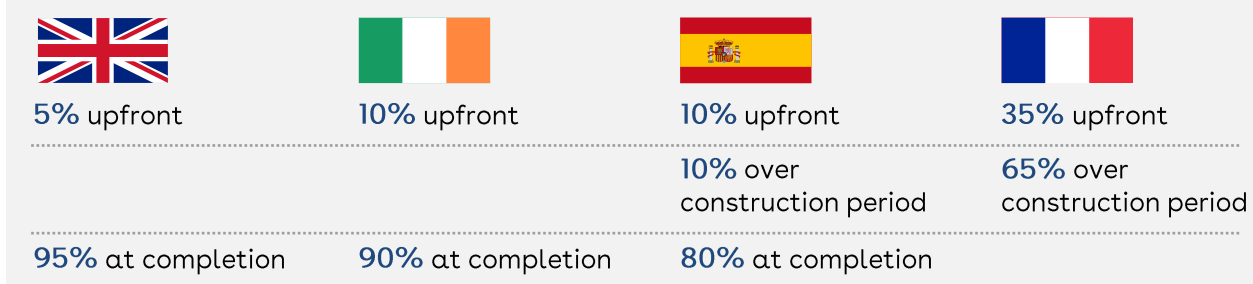 5% upfront
10% upfront
10% upfront
35% upfront
10% over
construction period
65% over
construction period
95% at completion
90% at completion
80% at completion